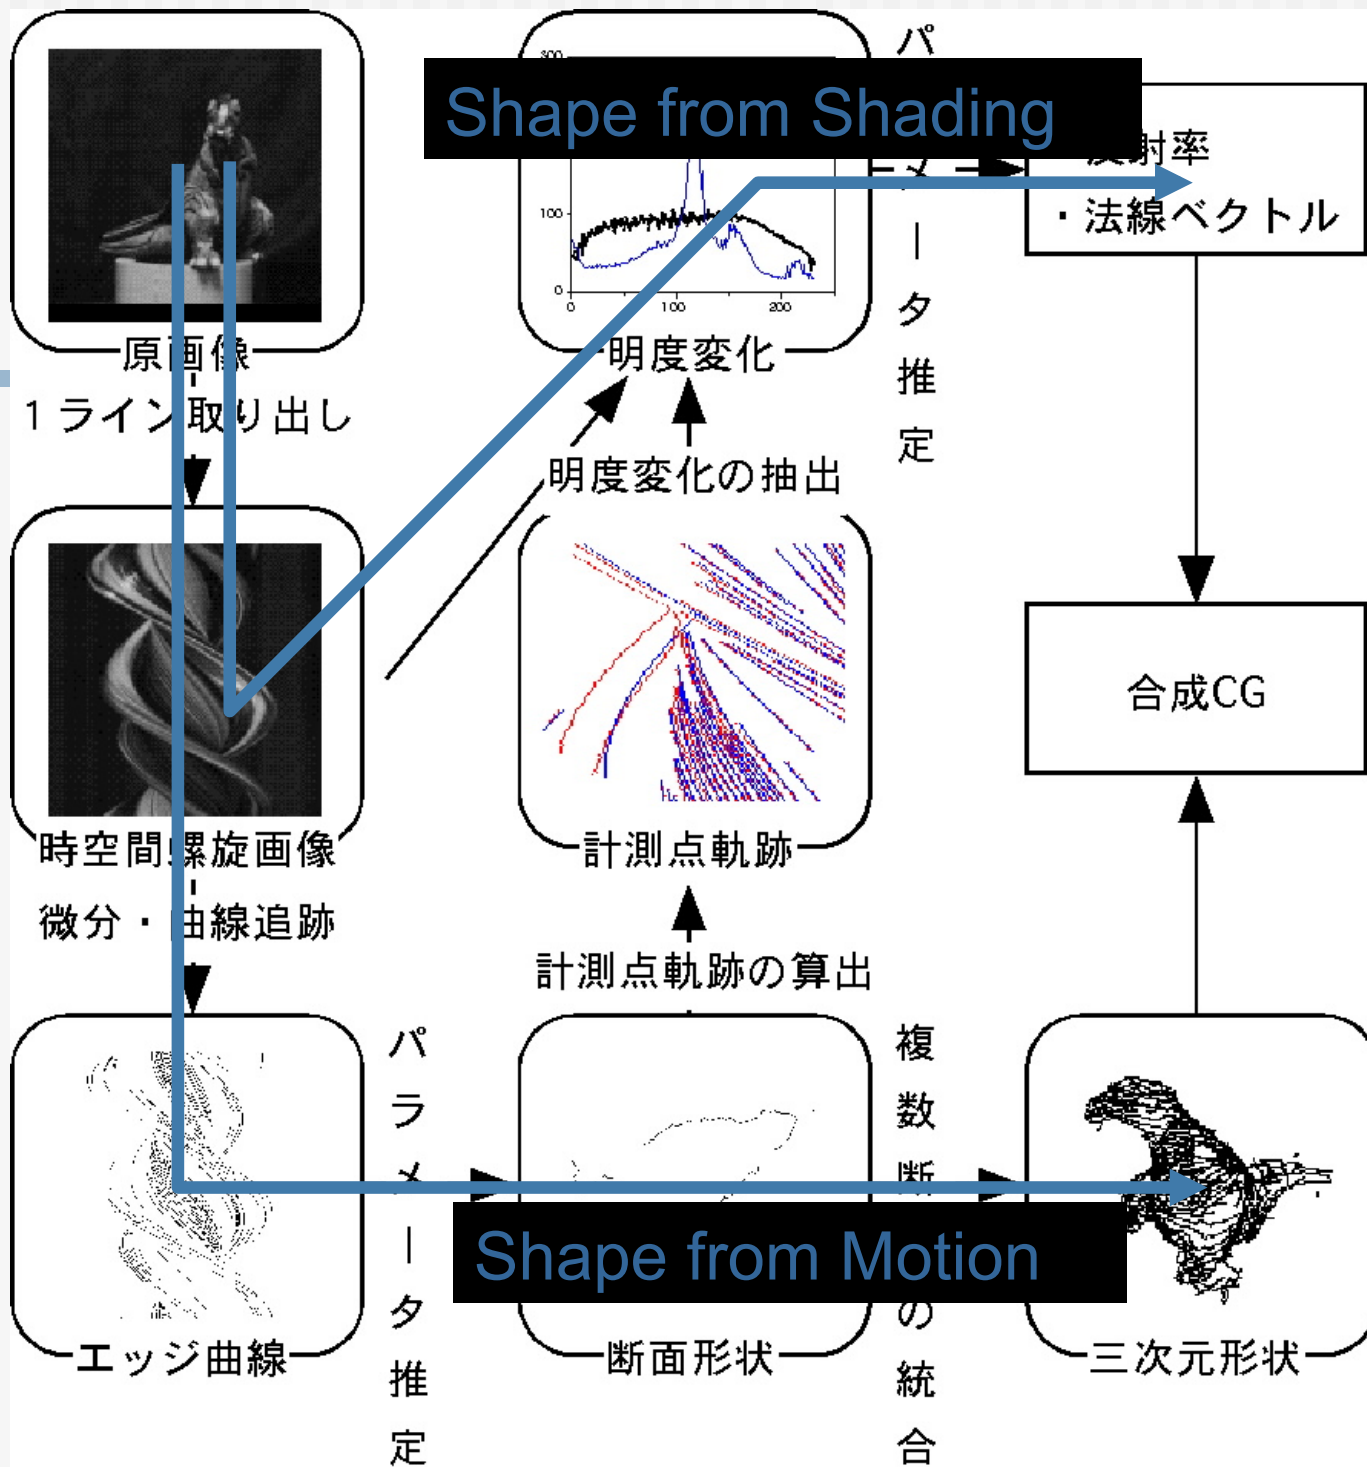 Shape from Shading
300
100
0
0
100
200
パ
メ
ー
タ
推
定
反射率
・法線ベクトル
原画像
1ライン取り出し
明度変化
明度変化の抽出
合成CG
時空間螺旋画像
微分・曲線追跡
計測点軌跡
計測点軌跡の算出
パ
ラ
メ
ー
タ
推
定
複
数
断
の
統
合
Shape from Motion
エッジ曲線
断面形状
三次元形状